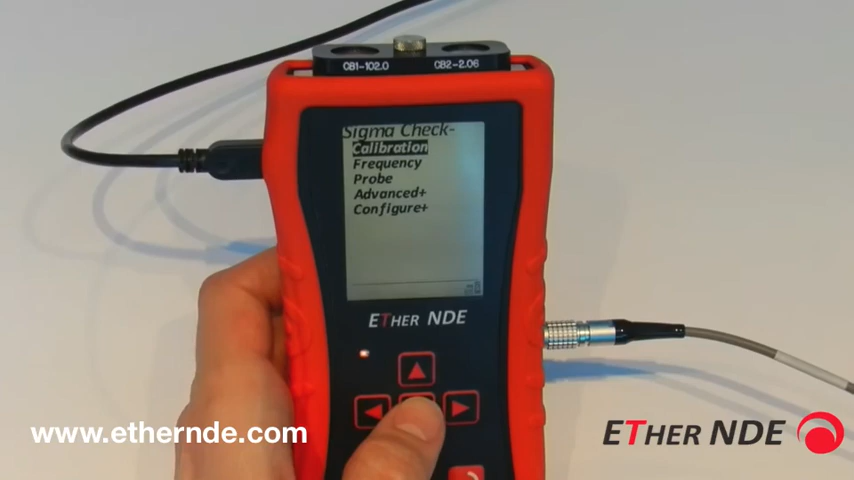 CB1-102.0 CB2-2.06
Sigma Check-
Calibration
Frequency
Probe
Advanced+
Configure+
ETHER NDE
www.ethernde.com
ETHER NDE